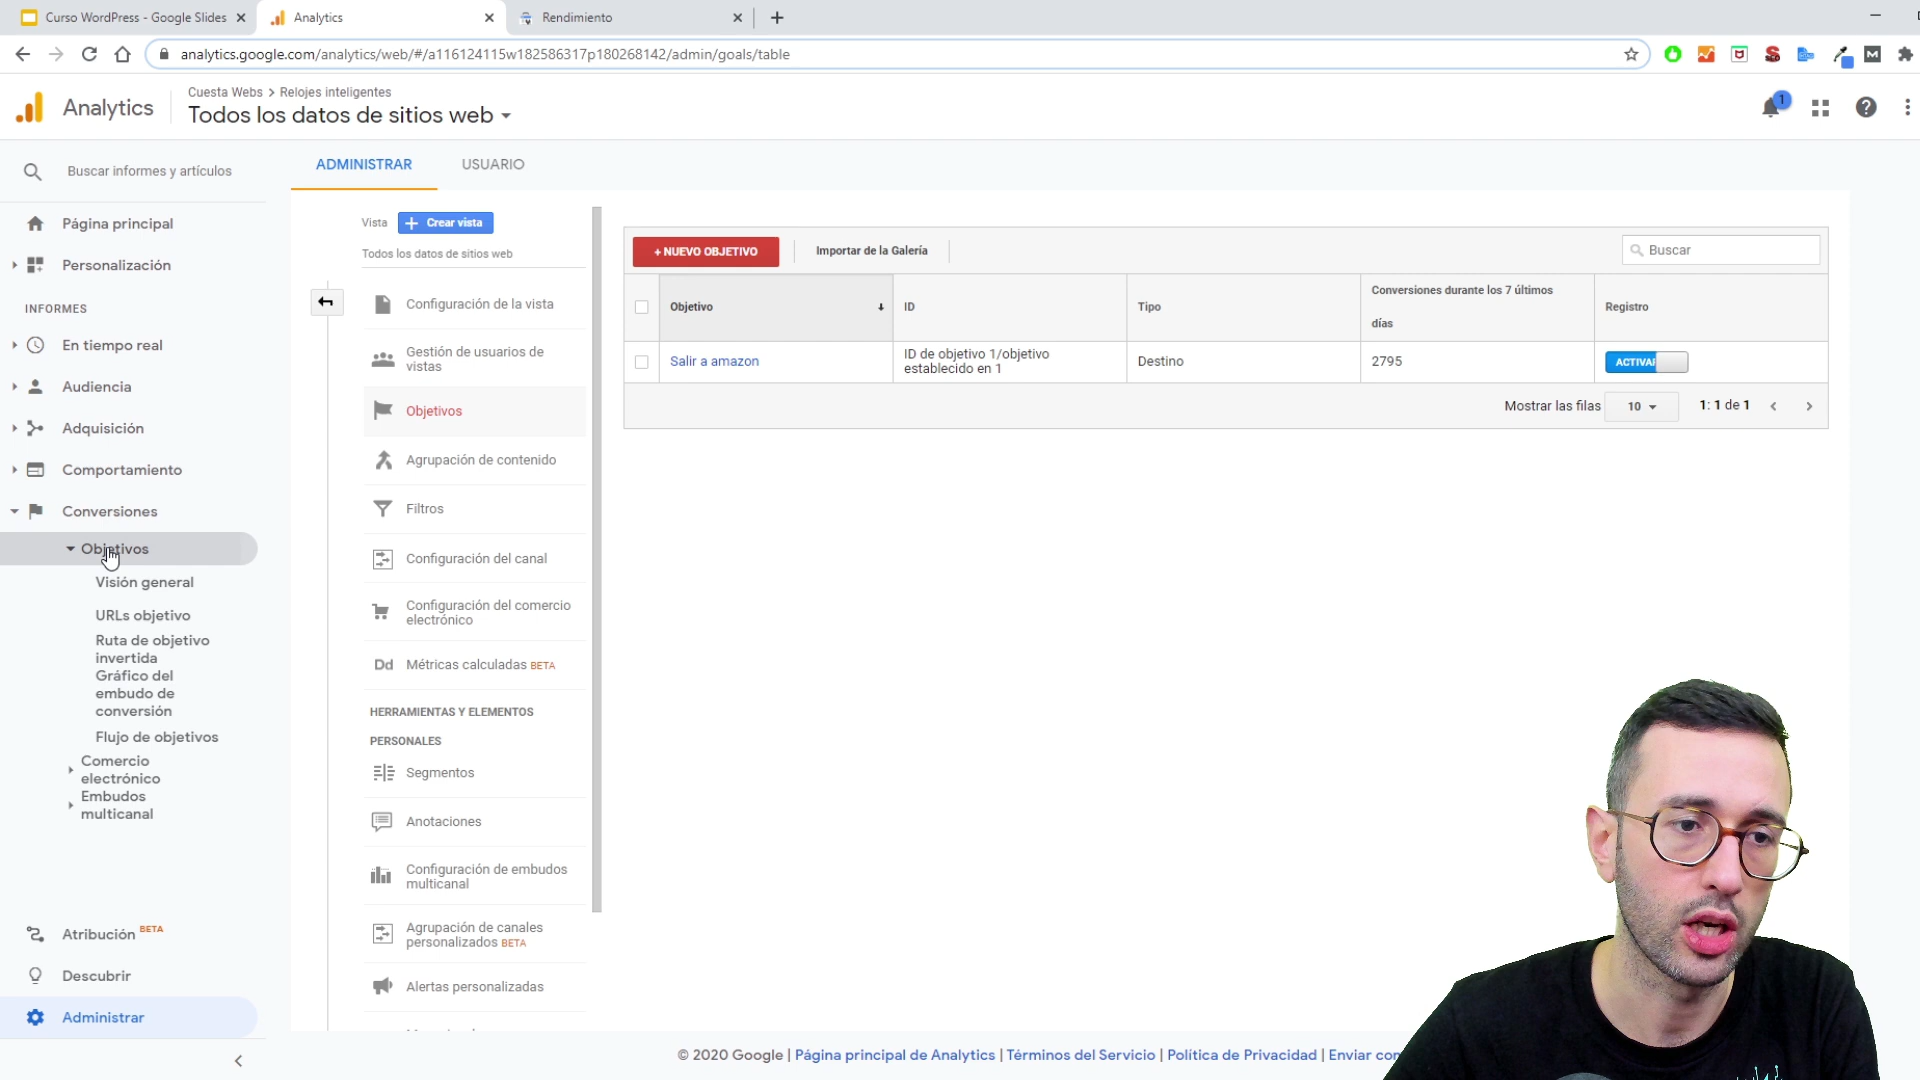 Curso WordPress - Google Slides
Analytics
Rendimiento
analytics.google.com/analytics/web/#/a116124115w182586317p180268142/admin/goals/table
Analytics
Cuesta Webs > Relojes inteligentes
Todos los datos de sitios web
1
Buscar informes y artículos
ADMINISTRAR
USUARIO
Página principal
Personalización
INFORMES
En tiempo real
Audiencia
Adquisición
Comportamiento
Conversiones
Objetivos
Visión general
URLs objetivo
Ruta de objetivo
invertida
Gráfico del
embudo de
conversión
Flujo de objetivos
Comercio
electrónico
Embudos
multicanal
Atribución BETA
Descubrir
Administrar
Vista
+ Crear vista
Todos los datos de sitios web
Configuración de la vista
Gestión de usuarios de
vistas
Objetivos
Agrupación de contenido
Filtros
Configuración del canal
Configuración del comercio
electrónico
Dd Métricas calculadas BETA
HERRAMIENTAS Y ELEMENTOS
PERSONALES
Segmentos
Anotaciones
Configuración de embudos
multicanal
Agrupación de canales
personalizados BETA
Alertas personalizadas
+ NUEVO OBJETIVO
Importar de la Galería
Buscar
Objetivo
ID
Tipo
Conversiones durante los 7 últimos
días
Registro
Salir a amazon
ID de objetivo 1/objetivo
establecido en 1
Destino
2795
ACTIVAR
Mostrar las filas
10
1: 1 de 1
© 2020 Google | Página principal de Analytics | Términos del Servicio | Política de Privacidad | Enviar